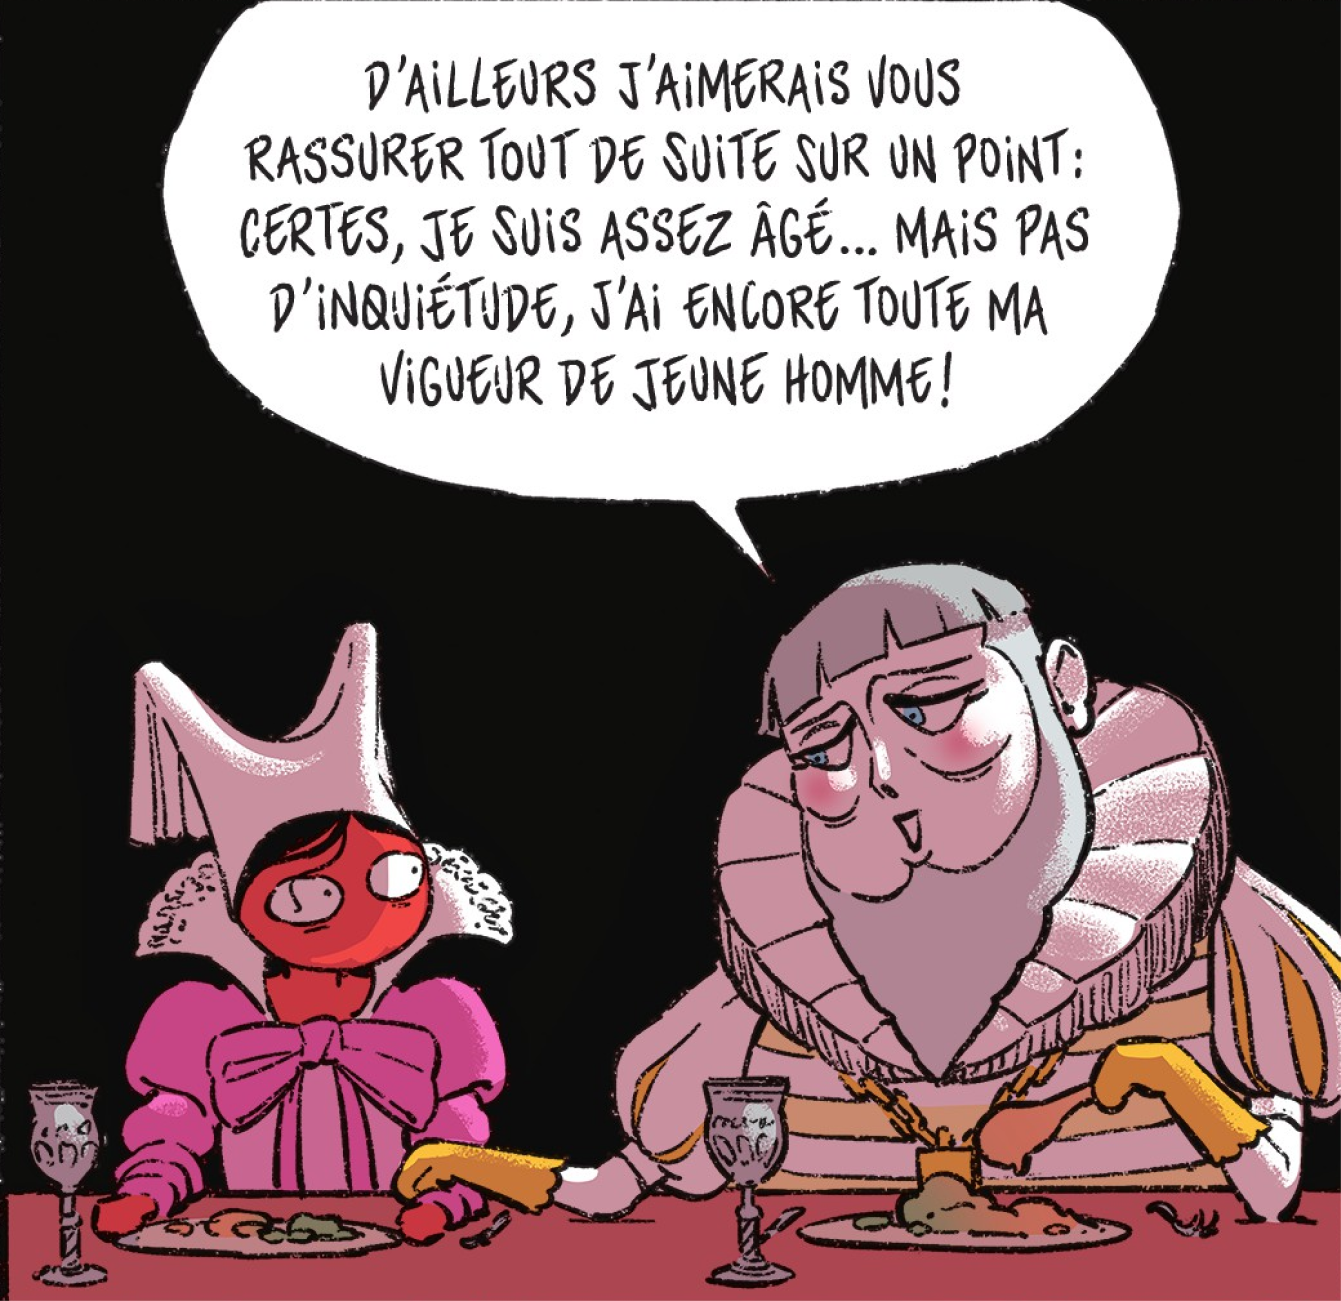 D'AILLEURS J'AIMERAIS VOUS
RASSURER TOUT DE SUITE SUR UN POINT :
CERTES, JE SUIS ASSEZ ÂGÉ... MAIS PAS
D'INQUIÉTUDE, J'AI ENCORE TOUTE MA
VIGUEUR DE JEUNE HOMME !